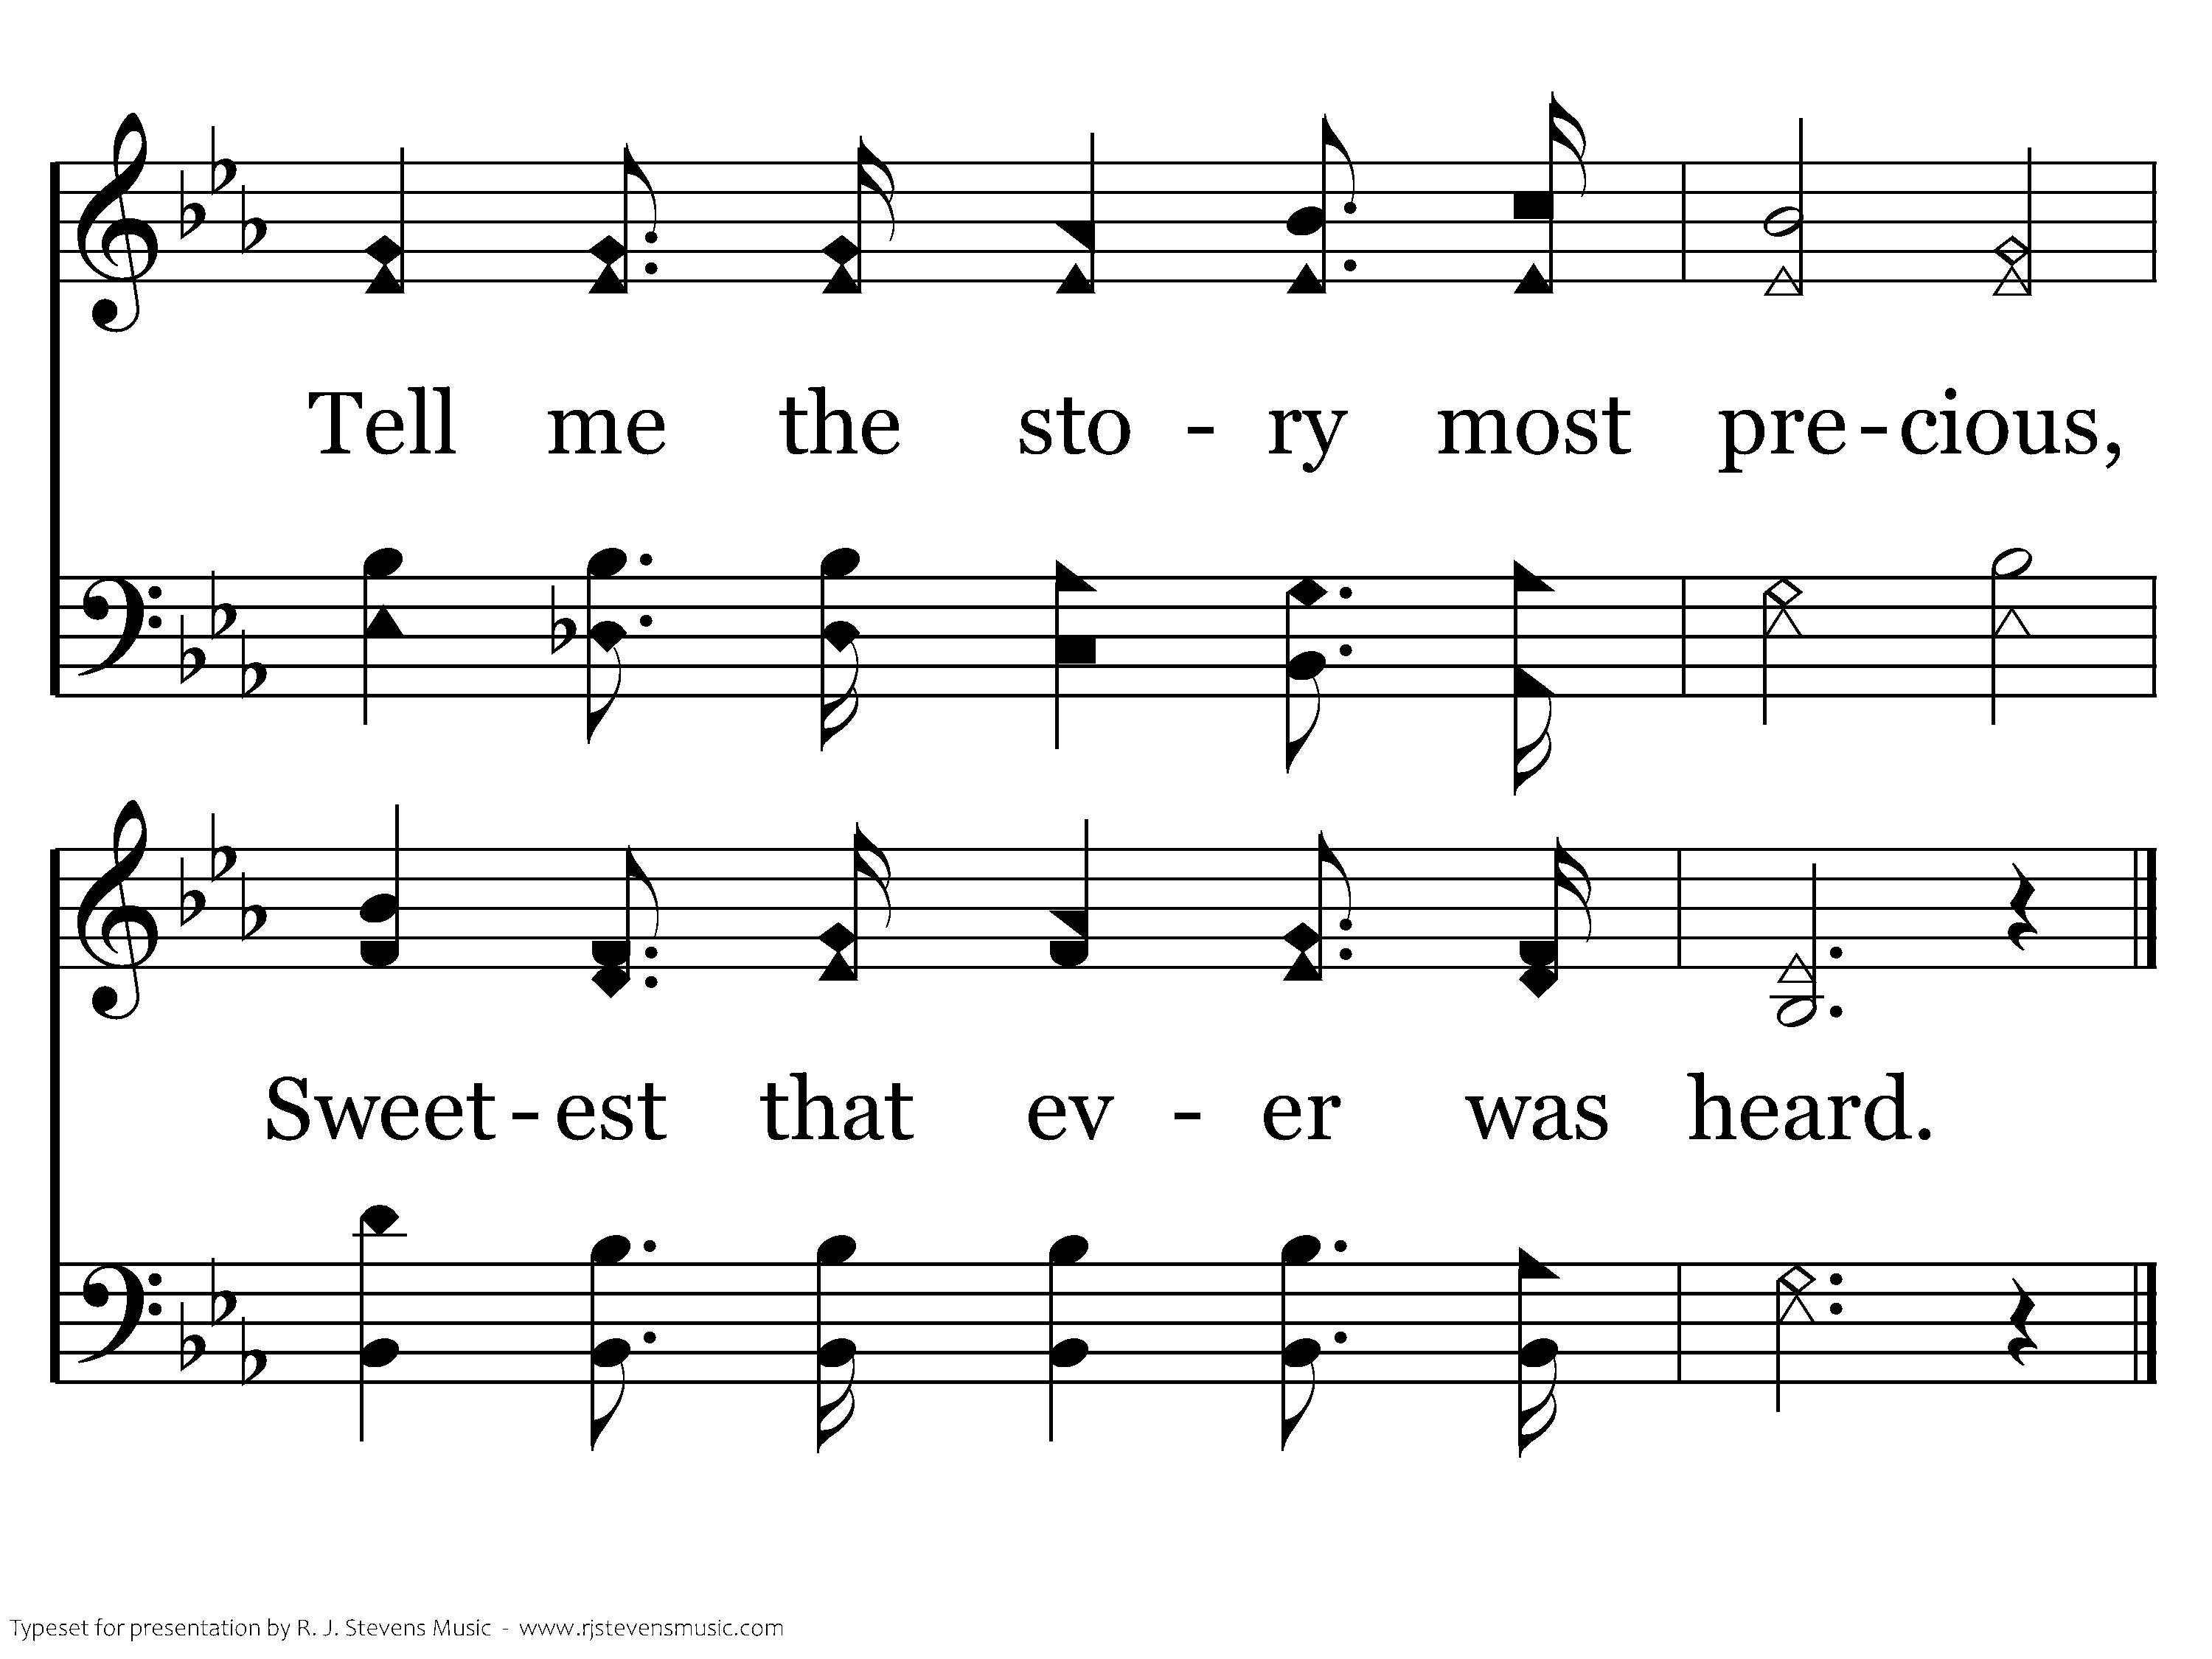 Tell me the sto - ry most pre - cious,
Sweet - est that ev - er was heard.
Typeset for presentation by R. J. Stevens Music - www.rjstevensmusic.com